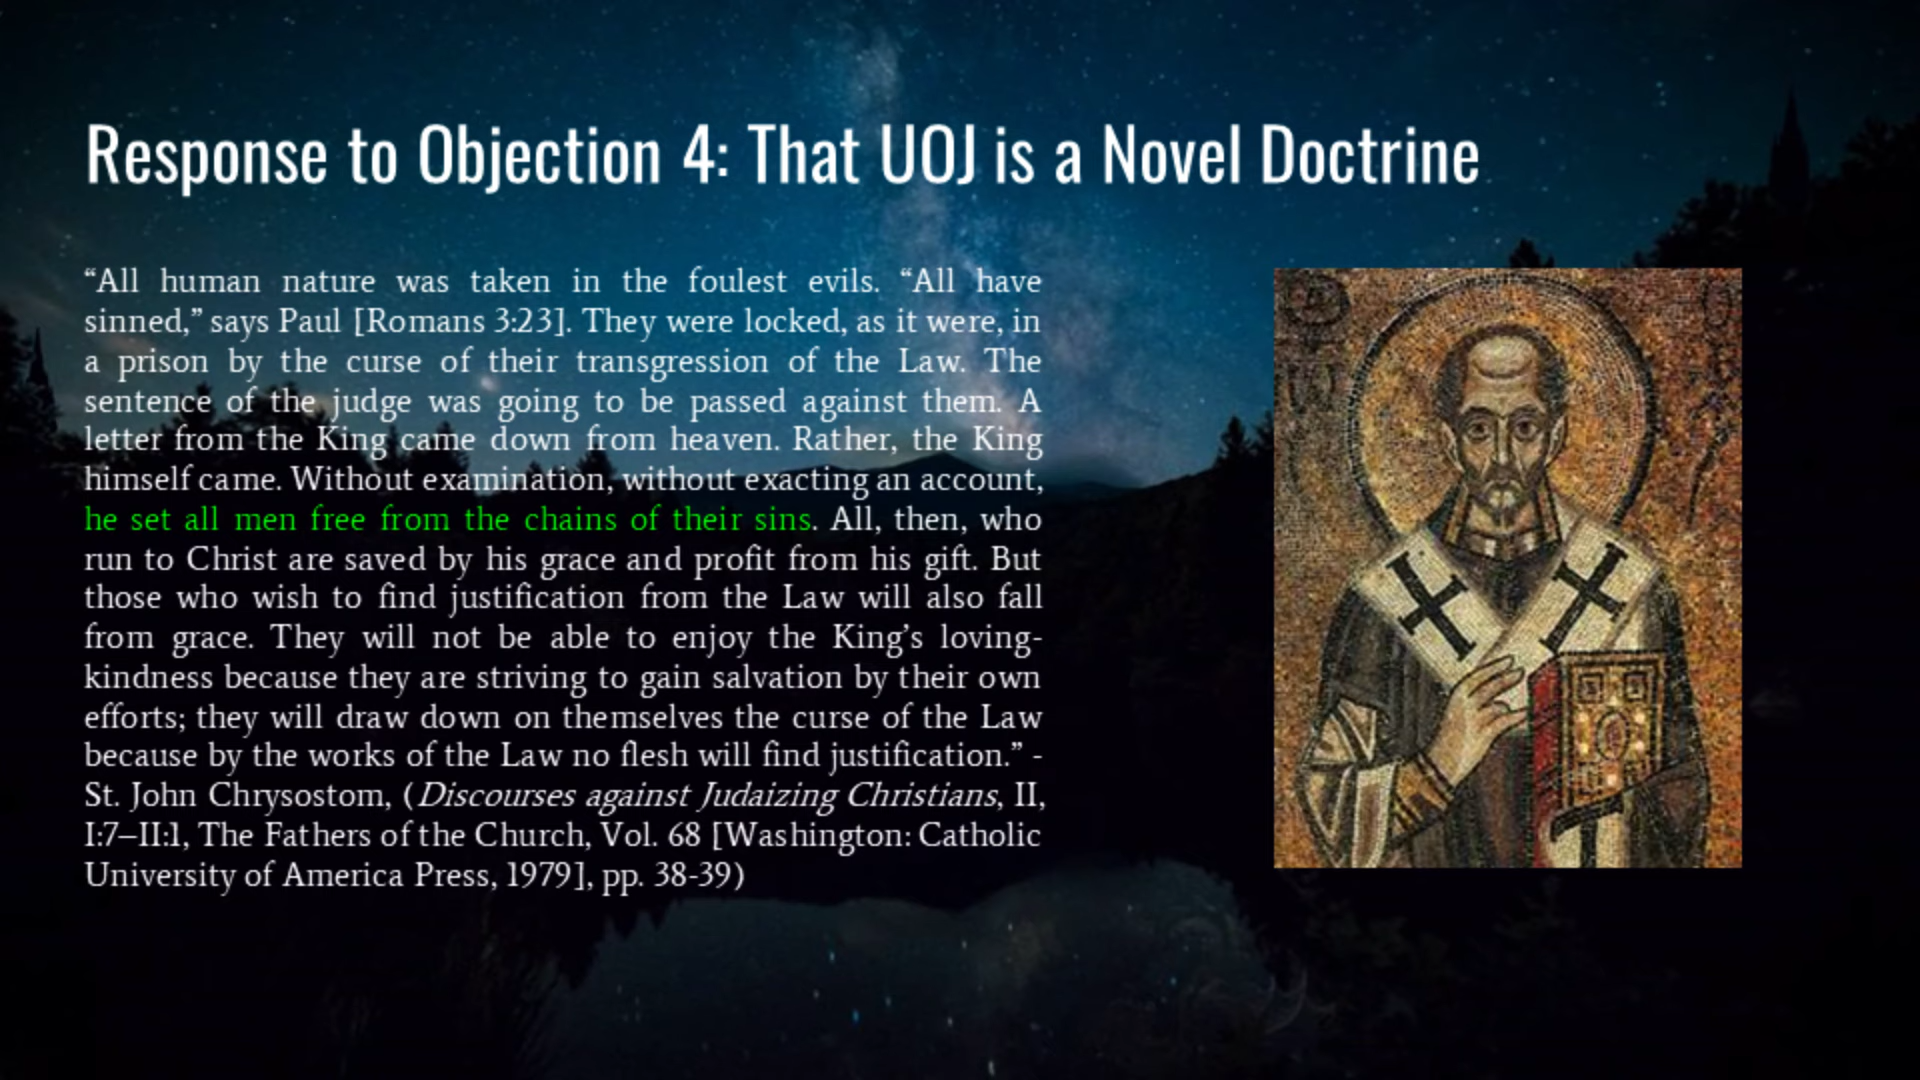 Response to Objection 4: That UOJ is a Novel Doctrine
“All human nature was taken in the foulest evils. “All have
sinned,” says Paul [Romans 3:23]. They were locked, as it were, in
a prison by the curse of their transgression of the Law. The
sentence of the judge was going to be passed against them. A
letter from the King came down from heaven. Rather, the King
himself came. Without examination, without exacting an account,
he set all men free from the chains of their sins. All, then, who
run to Christ are saved by his grace and profit from his gift. But
those who wish to find justification from the Law will also fall
from grace. They will not be able to enjoy the King’s loving-
kindness because they are striving to gain salvation by their own
efforts; they will draw down on themselves the curse of the Law
because by the works of the Law no flesh will find justification.” -
St. John Chrysostom, (Discourses against Judaizing Christians, II,
I:7–II:1, The Fathers of the Church, Vol. 68 [Washington: Catholic
University of America Press, 1979], pp. 38-39)